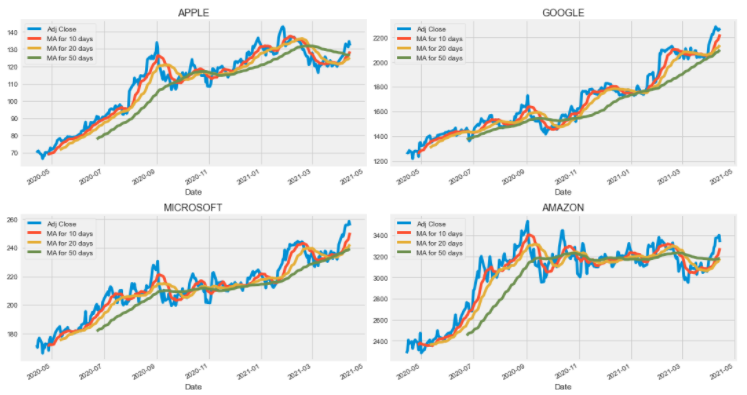 APPLE
Adj Close
MA for 10 days
MA for 20 days
MA for 50 days
140
130
120
110
100
90
80
70
2020-05
2020-07
2020-09
2020-11
2021-01
2021-03
2021-05
Date
GOOGLE
Adj Close
MA for 10 days
MA for 20 days
MA for 50 days
2200
2000
1800
1600
1400
1200
2020-05
2020-07
2020-09
2020-11
2021-01
2021-03
2021-05
Date
MICROSOFT
Adj Close
MA for 10 days
MA for 20 days
MA for 50 days
260
240
220
200
180
2020-05
2020-07
2020-09
2020-11
2021-01
2021-03
2021-05
Date
AMAZON
Adj Close
MA for 10 days
MA for 20 days
MA for 50 days
3400
3200
3000
2800
2600
2400
2020-05
2020-07
2020-09
2020-11
2021-01
2021-03
2021-05
Date